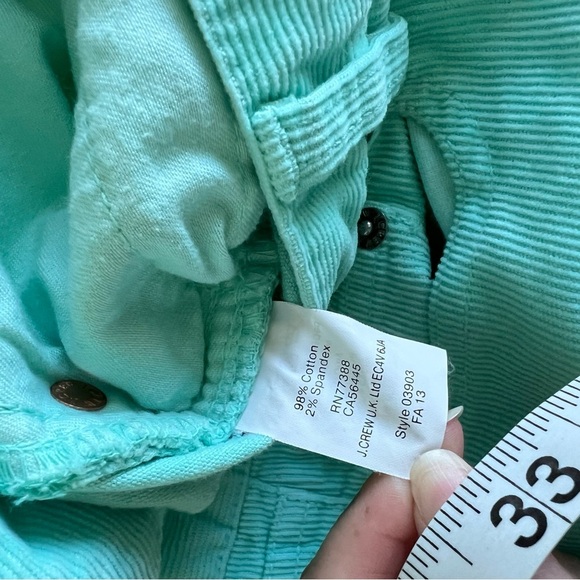 98% Cotton
2% Spandex
RN77388
CA56445
J.CREW U.K. Ltd EC4V 6JA
Style 03903
FA 13
33